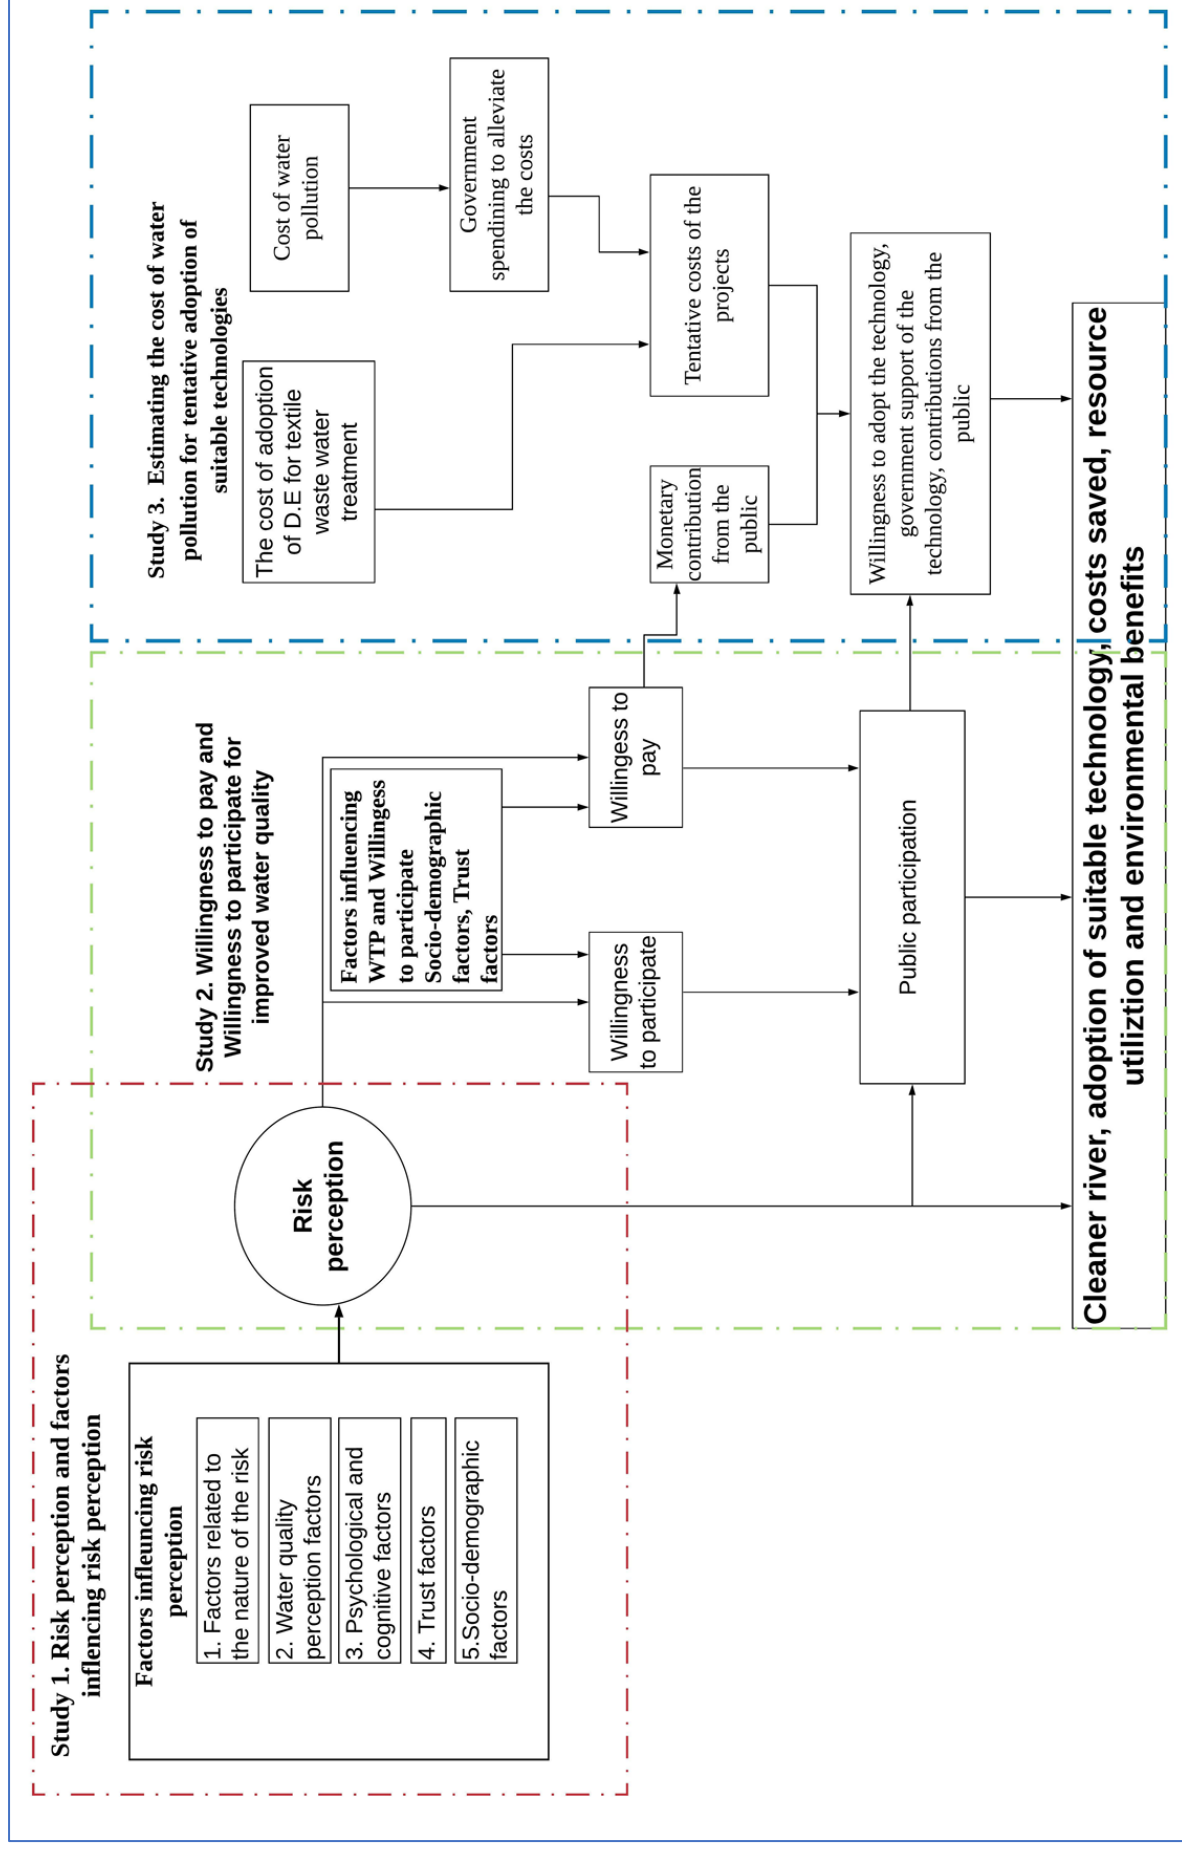 Study 1. Risk perception and factors
inflencing risk perception
Factors infleuncing risk
perception
1. Factors related to
the nature of the risk
2. Water quality
perception factors
3. Psychological and
cognitive factors
4. Trust factors
5.Socio-demographic
factors
Risk
perception
Study 2. Willingness to pay and
Willingness to participate for
improved water quality
Factors influencing
WTP and Willingess
to participate
Socio-demographic
factors, Trust
factors
Willingness
to participate
Willingess to
pay
Public participation
Study 3.  Estimating the cost of water
pollution for tentative adoption of
suitable technologies
The cost of adoption
of D.E for textile
waste water
treatment
Cost of water
pollution
Government
spendining to alleviate
the costs
Monetary
contribution
from the
public
Tentative costs of the
projects
Willingness to adopt the technology,
government support of the
technology, contributions from the
public
Cleaner river, adoption of suitable technology,costs saved, resource
utiliztion and environmental benefits